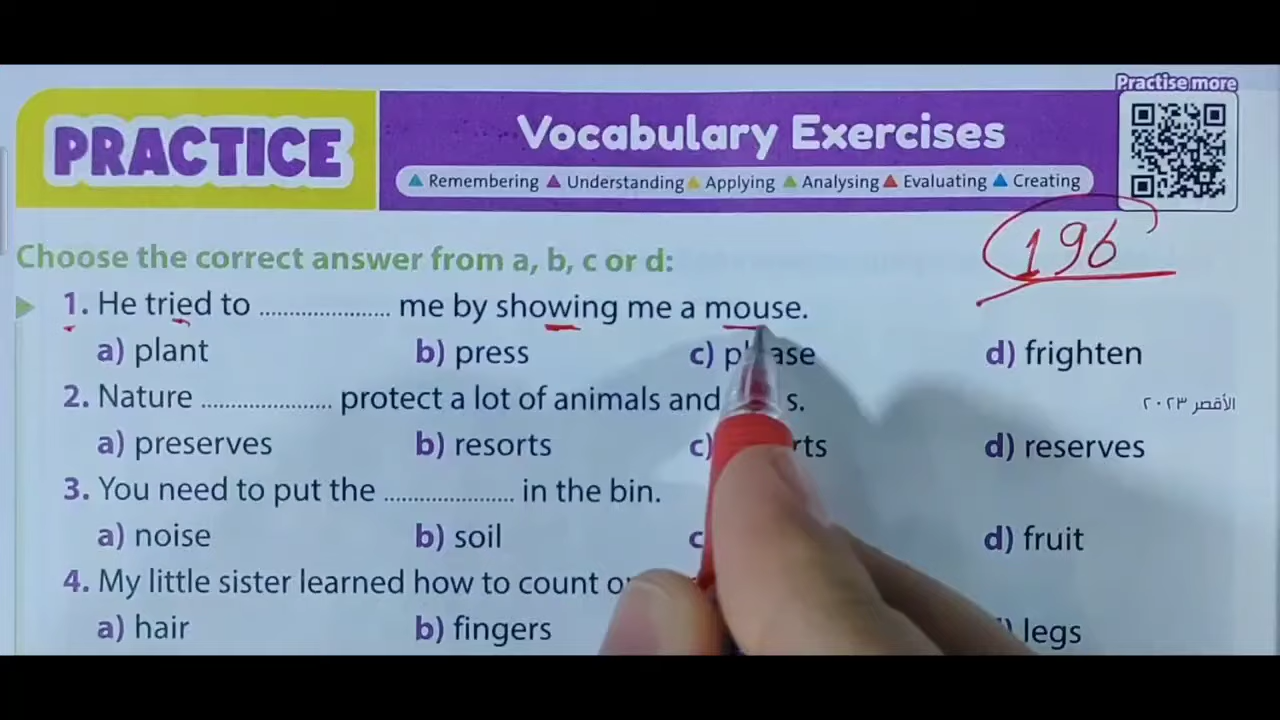 Practise more
PRACTICE
Vocabulary Exercises
Remembering Understanding Applying Analysing Evaluating Creating
196
Choose the correct answer from a, b, c or d:
1. He tried to ...................... me by showing me a mouse.
a) plant b) press c) please d) frighten
2. Nature ...................... protect a lot of animals and s.
الأقصر ٢٠٢٣
a) preserves b) resorts c) rts d) reserves
3. You need to put the ...................... in the bin.
a) noise b) soil c d) fruit
4. My little sister learned how to count
a) hair b) fingers legs